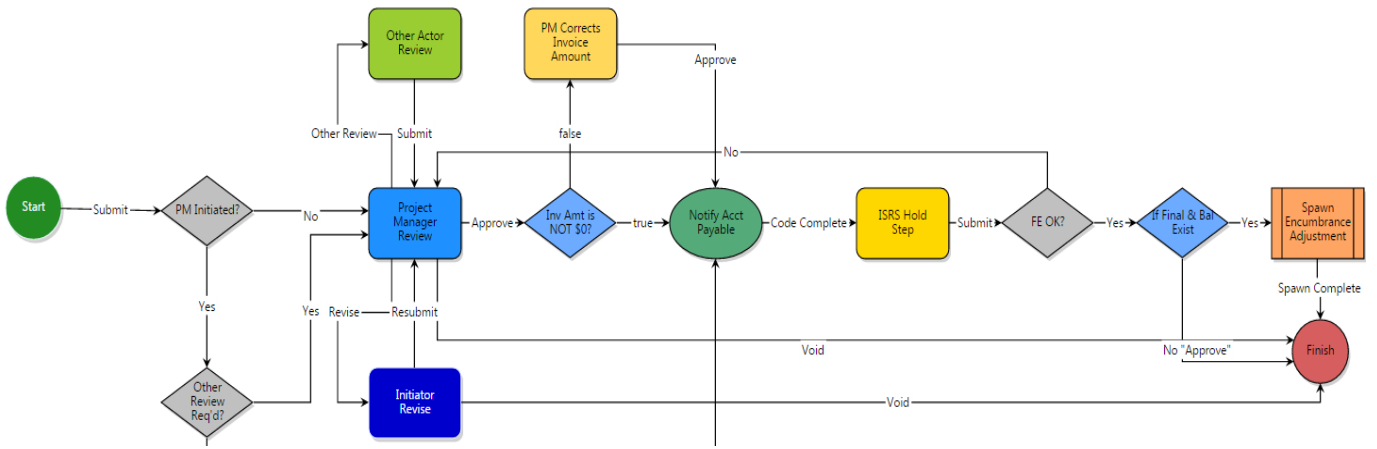 Other Actor
Review
PM Corrects
Invoice
Amount
Approve
Other Review
Submit
false
No
Start
Submit
PM Initiated?
No
Project
Manager
Review
Approve
Inv Amt is
NOT $0?
true
Notify Acct
Payable
Code Complete
ISRS Hold
Step
Submit
FE OK?
Yes
If Final & Bal
Exist
Yes
Spawn
Encumbrance
Adjustment
Yes
Yes
Revise
Resubmit
Spawn Complete
Void
No "Approve"
Finish
Other
Review
Req'd?
Initiator
Revise
Void